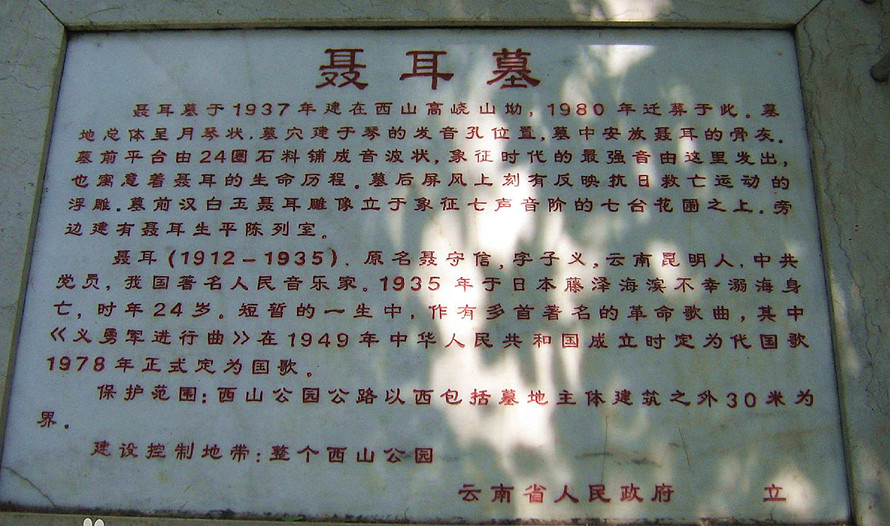 聂耳墓
聂耳墓于1937年建在西山高峣山坳，1980年迁葬于此。墓
地总体呈月琴状，墓穴建于琴的发音孔位置，墓中安放聂耳的骨灰。
墓前平台由24圈石料铺成音波状，象征时代的最强音由这里发出，
也寓意着聂耳的生命历程。墓后屏风上刻有反映抗日救亡运动的
浮雕。墓前汉白玉聂耳雕像立于象征七声音阶的七台花圃之上。旁
边建有聂耳生平陈列室。
聂耳(1912-1935)、原名聂守信，字子义，云南昆明人，中共
党员，我国著名人民音乐家。1935年于日本藤泽海滨不幸溺海身
亡，时年24岁。短暂的一生中，作有多首著名的革命歌曲，其中
《义勇军进行曲》在1949年中华人民共和国成立时定为代国歌
1978年正式定为国歌。
保护范围：西山公园公路以西包括墓地主体建筑之外30米为
界。
建设控制地带：整个西山公园
云南省人民政府 立